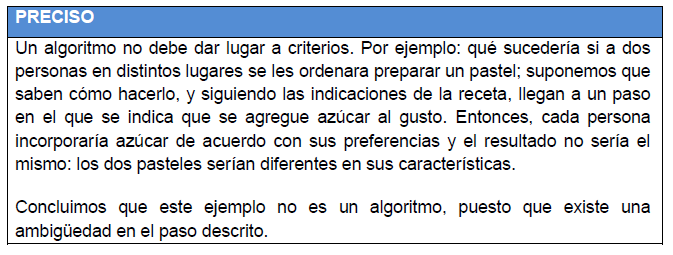 PRECISO
Un algoritmo no debe dar lugar a criterios. Por ejemplo: qué sucedería si a dos
personas en distintos lugares se les ordenara preparar un pastel; suponemos que
saben cómo hacerlo, y siguiendo las indicaciones de la receta, llegan a un paso
en el que se indica que se agregue azúcar al gusto. Entonces, cada persona
incorporaría azúcar de acuerdo con sus preferencias y el resultado no sería el
mismo: los dos pasteles serían diferentes en sus características.
Concluimos que este ejemplo no es un algoritmo, puesto que existe una
ambigüedad en el paso descrito.